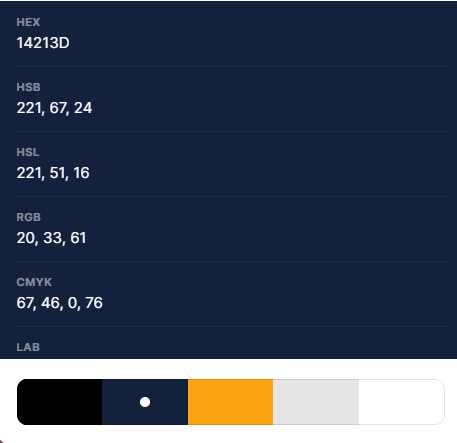 HEX
14213D
HSB
221, 67, 24
HSL
221, 51, 16
RGB
20, 33, 61
CMYK
67, 46, 0, 76
LAB